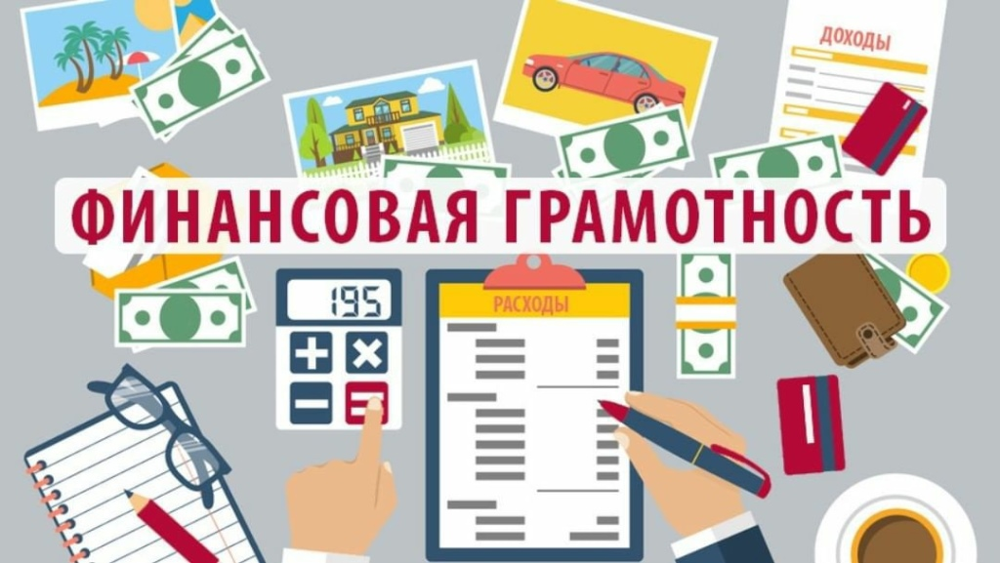 ДОХОДЫ
ФИНАНСОВАЯ ГРАМОТНОСТЬ
195
РАСХОДЫ
+ ×
− =